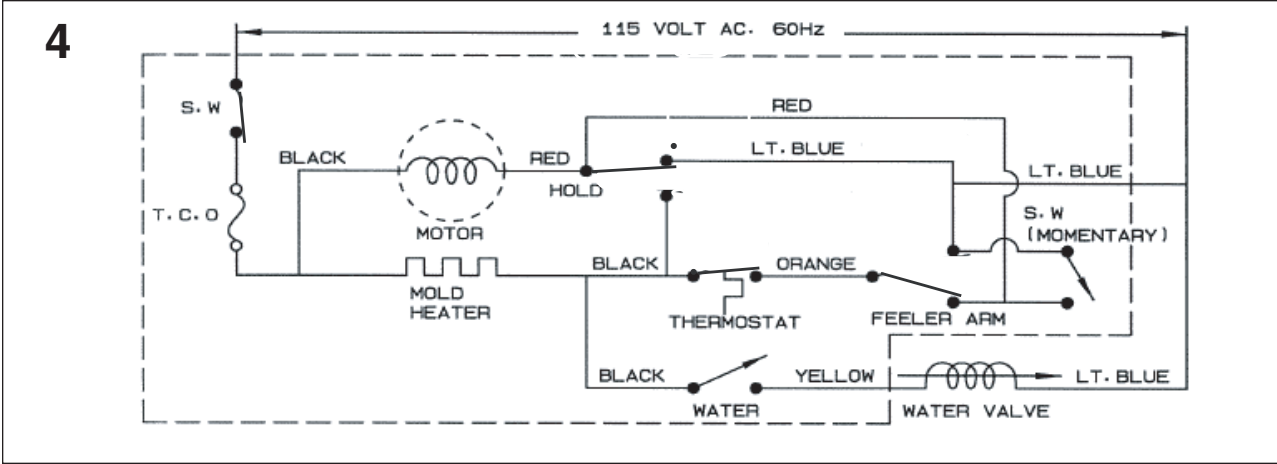 4
115 VOLT AC. 60Hz
S.W
RED
BLACK
RED
LT. BLUE
HOLD
LT. BLUE
T.C.O
S.W
(MOMENTARY)
MOTOR
BLACK
ORANGE
MOLD
HEATER
THERMOSTAT
FEELER ARM
BLACK
YELLOW
LT. BLUE
WATER
WATER VALVE